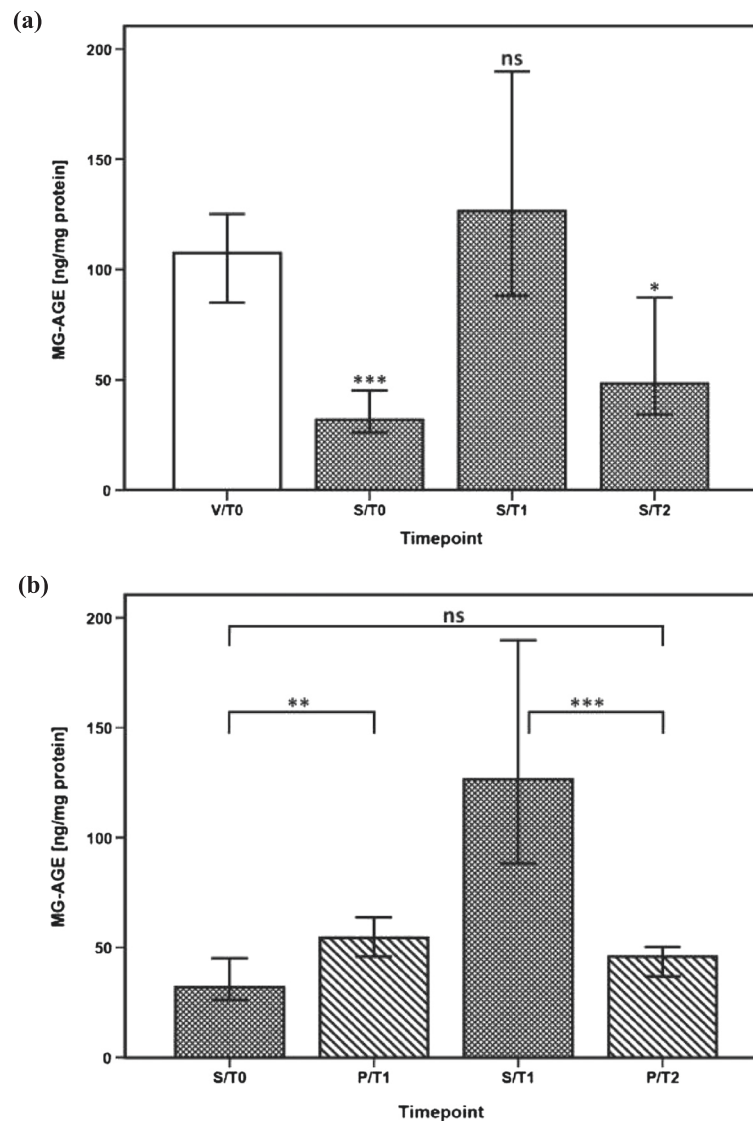 (a)
200
150
100
50
0
MG-AGE [ng/mg protein]
***
ns
*
V/T0 S/T0 S/T1 S/T2
Timepoint
(b)
200
150
100
50
0
MG-AGE [ng/mg protein]
ns
** ***
S/T0 P/T1 S/T1 P/T2
Timepoint